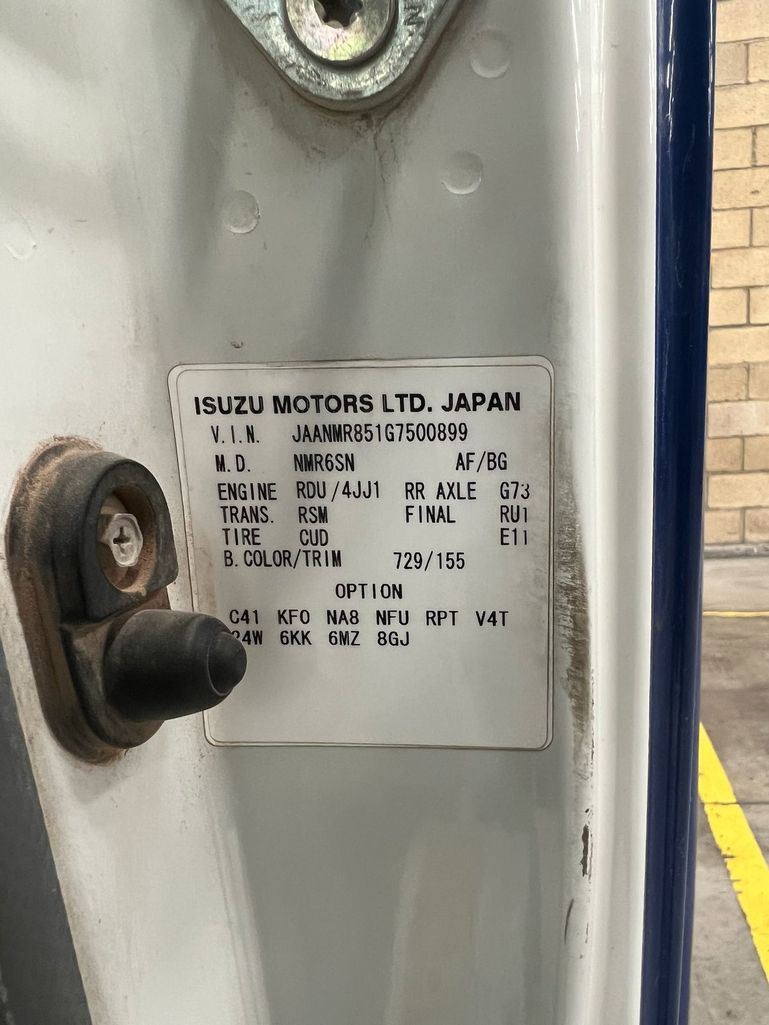 ISUZU MOTORS LTD. JAPAN
V.I.N. JAANMR851G7500899
M.D. NMR6SN AF/BG
ENGINE RDU/4JJ1 RR AXLE G73
TRANS. RSM FINAL RU1
TIRE CUD E11
B.COLOR/TRIM 729/155
OPTION
C41 KF0 NA8 NFU RPT V4T
6KK 6MZ 8GJ